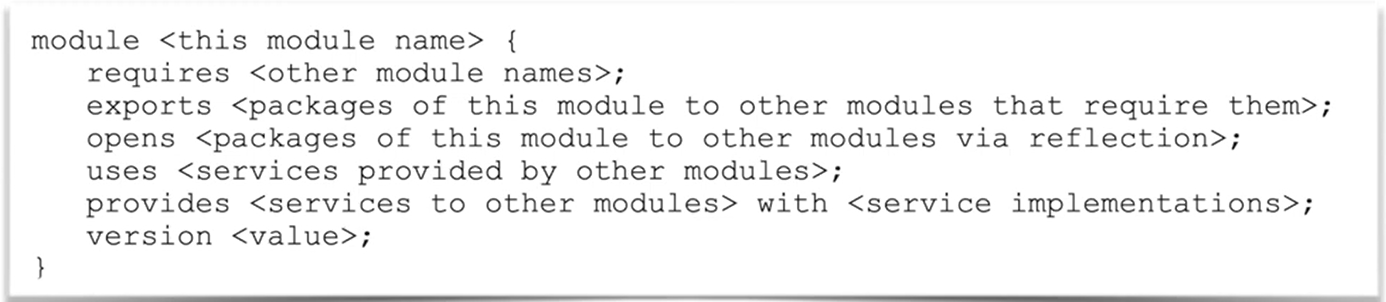 module <this module name> {
requires <other module names>;
exports <packages of this module to other modules that require them>;
opens <packages of this module to other modules via reflection>;
uses <services provided by other modules>;
provides <services to other modules> with <service implementations>;
version <value>;
}